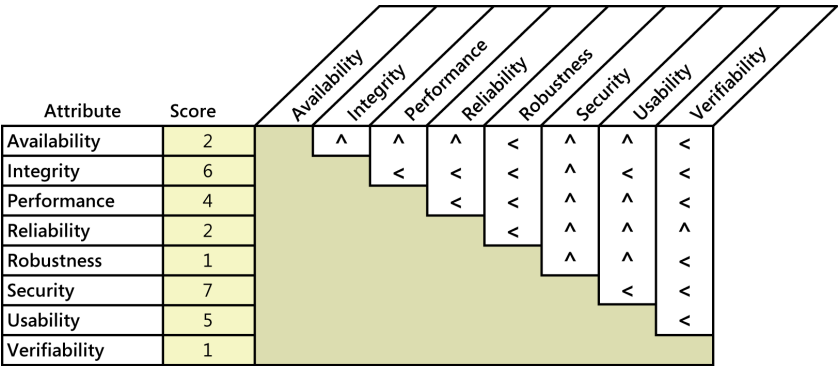 Availability Integrity Performance Reliability Robustness Security Usability Verifiability
Attribute Score
Availability 2 ^ ^ ^ < ^ ^ <
Integrity 6 < < < ^ < <
Performance 4 < < ^ ^ <
Reliability 2 < ^ ^ ^
Robustness 1 ^ ^ <
Security 7 < <
Usability 5 <
Verifiability 1